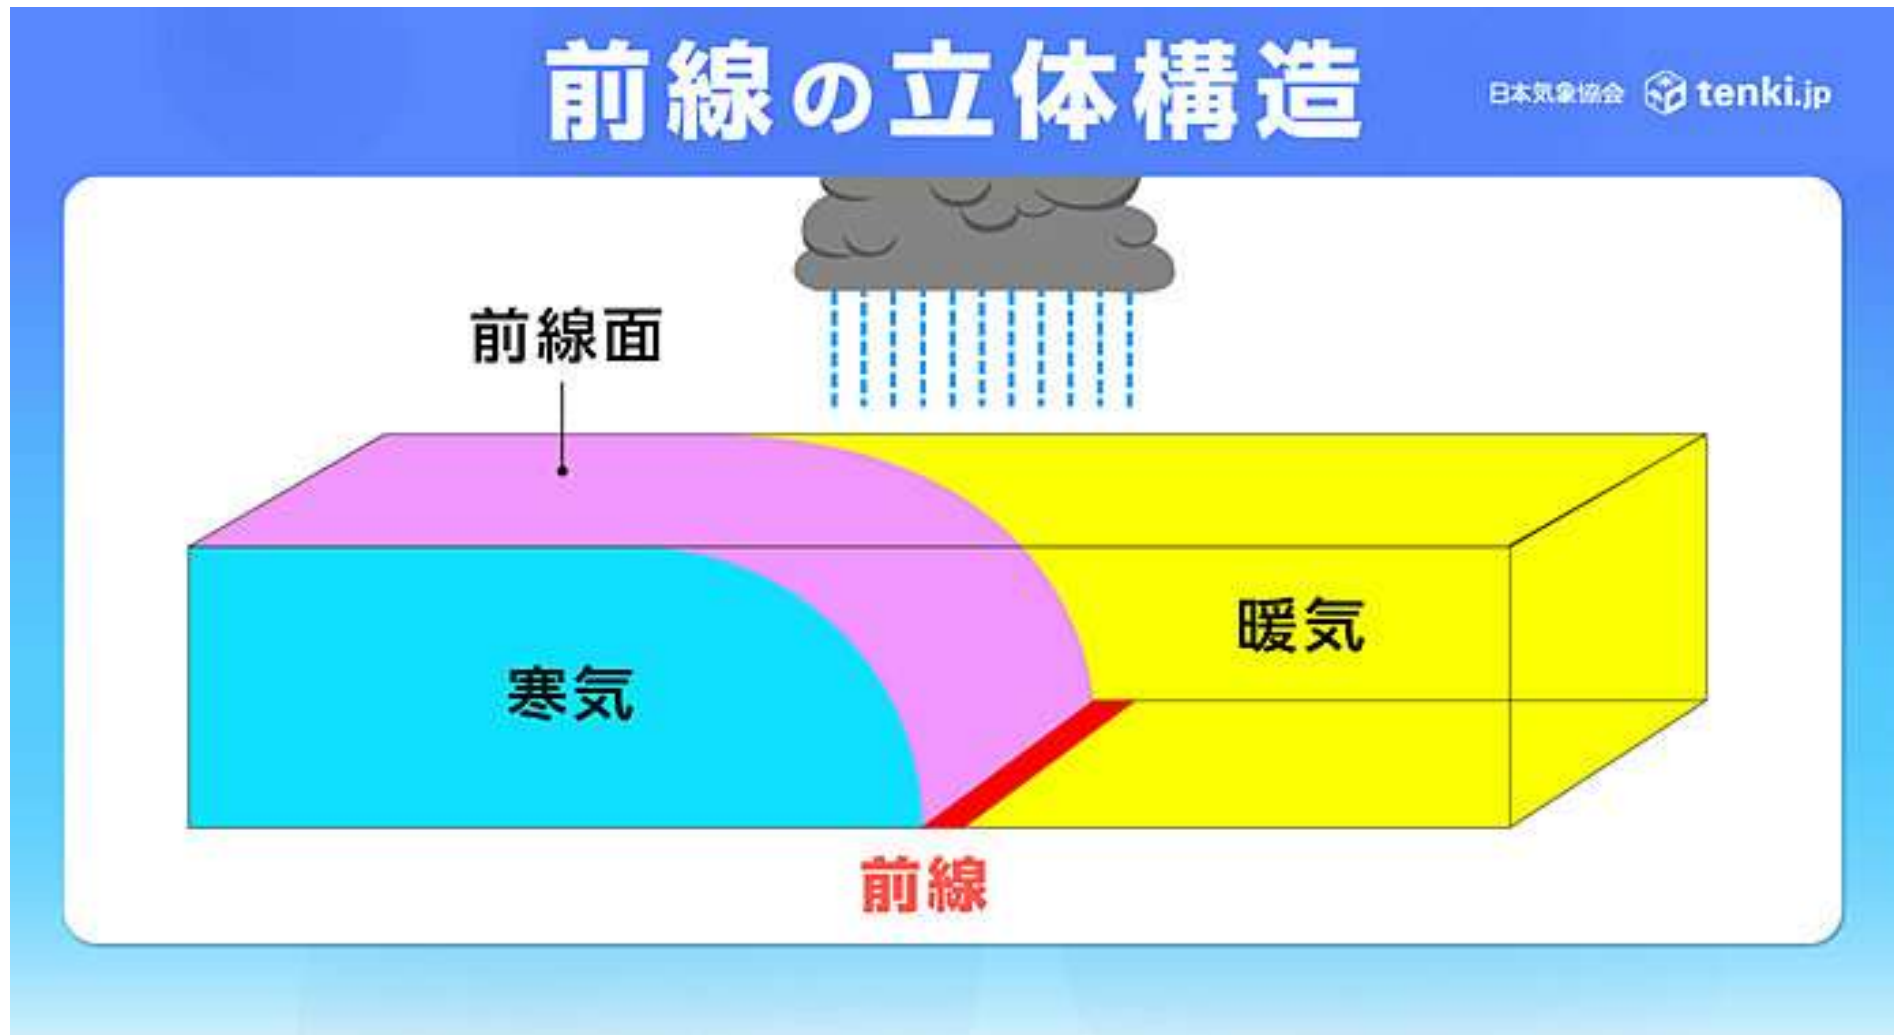 前線の立体構造
日本気象協会 tenki.jp
前線面
暖気
寒気
前線